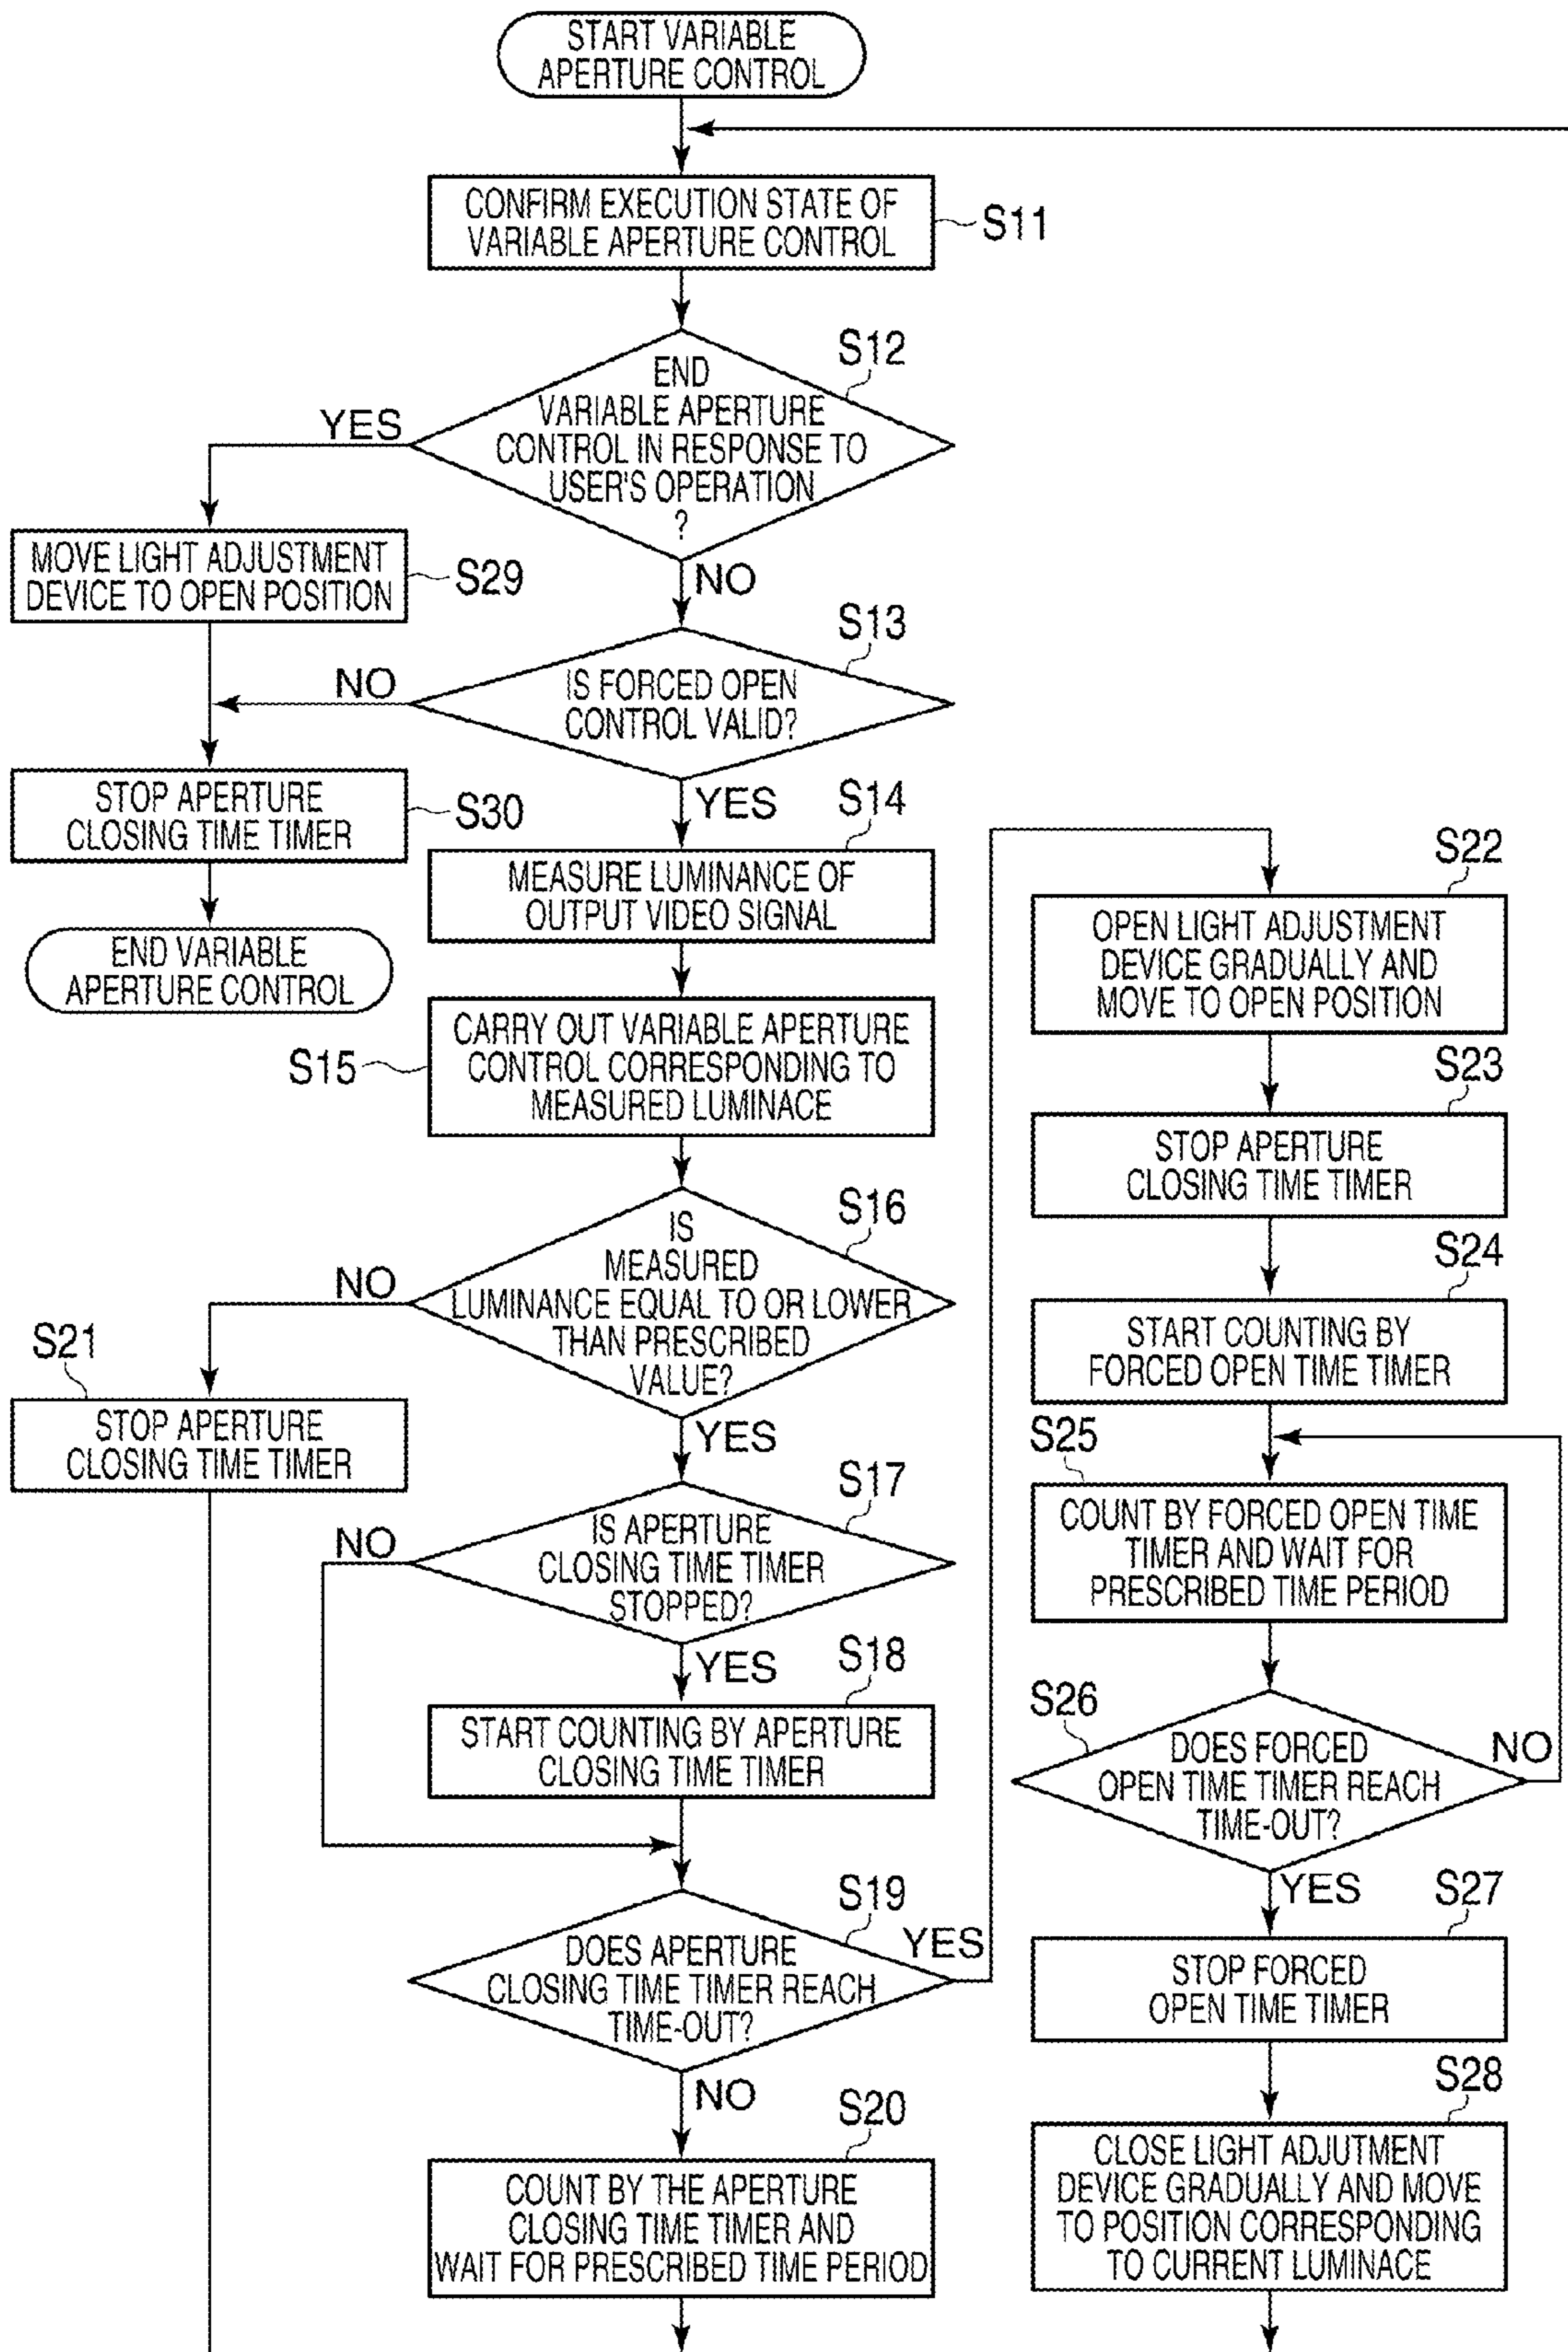 START VARIABLE
APERTURE CONTROL
CONFIRM EXECUTION STATE OF
VARIABLE APERTURE CONTROL
S11
S12
END
VARIABLE APERTURE
CONTROL IN RESPONSE TO
USER'S OPERATION
?
YES
NO
MOVE LIGHT ADJUSTMENT
DEVICE TO OPEN POSITION
S29
S13
IS FORCED OPEN
CONTROL VALID?
NO
YES
STOP APERTURE
CLOSING TIME TIMER
S30
END VARIABLE
APERTURE CONTROL
S14
MEASURE LUMINANCE OF
OUTPUT VIDEO SIGNAL
S15
CARRY OUT VARIABLE APERTURE
CONTROL CORRESPONDING TO
MEASURED LUMINACE
S16
IS
MEASURED
LUMINANCE EQUAL TO OR LOWER
THAN PRESCRIBED
VALUE?
NO
YES
S21
STOP APERTURE
CLOSING TIME TIMER
S17
IS APERTURE
CLOSING TIME TIMER
STOPPED?
NO
YES
S18
START COUNTING BY APERTURE
CLOSING TIME TIMER
S19
DOES APERTURE
CLOSING TIME TIMER REACH
TIME-OUT?
YES
NO
S20
COUNT BY THE APERTURE
CLOSING TIME TIMER AND
WAIT FOR PRESCRIBED TIME PERIOD
S22
OPEN LIGHT ADJUSTMENT
DEVICE GRADUALLY AND
MOVE TO OPEN POSITION
S23
STOP APERTURE
CLOSING TIME TIMER
S24
START COUNTING BY
FORCED OPEN TIME TIMER
S25
COUNT BY FORCED OPEN TIME
TIMER AND WAIT FOR
PRESCRIBED TIME PERIOD
S26
DOES FORCED
OPEN TIME TIMER REACH
TIME-OUT?
NO
YES
S27
STOP FORCED
OPEN TIME TIMER
S28
CLOSE LIGHT ADJUTMENT
DEVICE GRADUALLY AND MOVE
TO POSITION CORRESPONDING
TO CURRENT LUMINACE